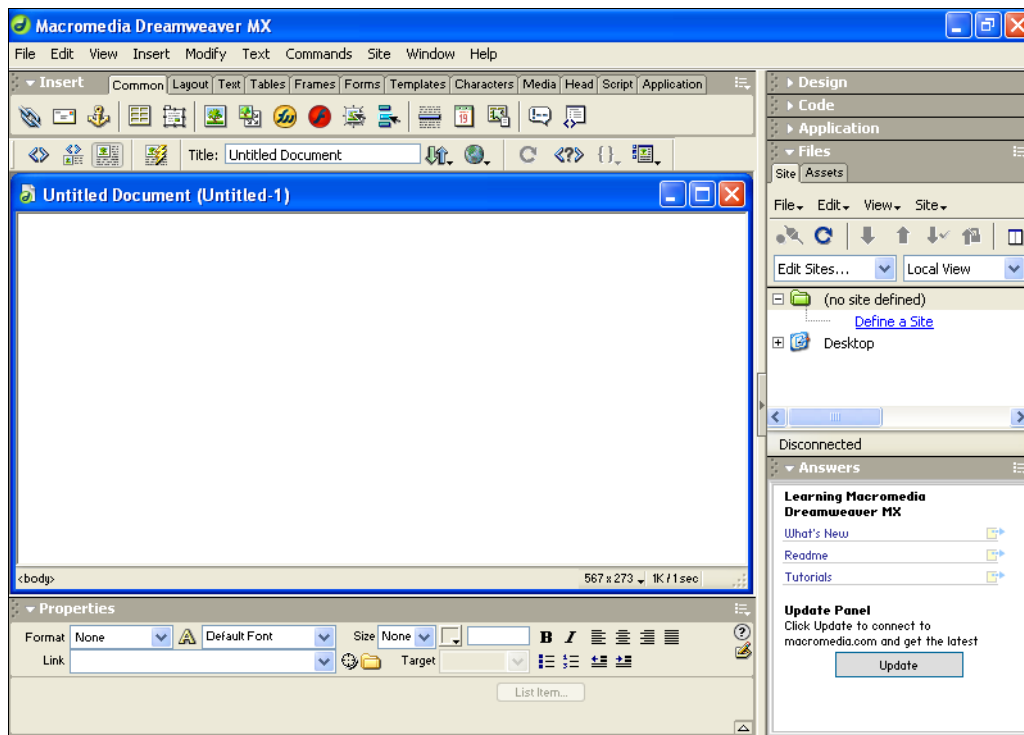 Macromedia Dreamweaver MX
File Edit View Insert Modify Text Commands Site Window Help
Insert Common Layout Text Tables Frames Forms Templates Characters Media Head Script Application
19
Title: Untitled Document
Untitled Document (Untitled-1)
<body> 567 x 273 1K / 1 sec
Properties
Format None Default Font Size None B I
Link Target
List Item...
Design
Code
Application
Files
Site Assets
File Edit View Site
Edit Sites... Local View
(no site defined)
Define a Site
Desktop
Disconnected
Answers
Learning Macromedia
Dreamweaver MX
What's New
Readme
Tutorials
Update Panel
Click Update to connect to
macromedia.com and get the latest
Update